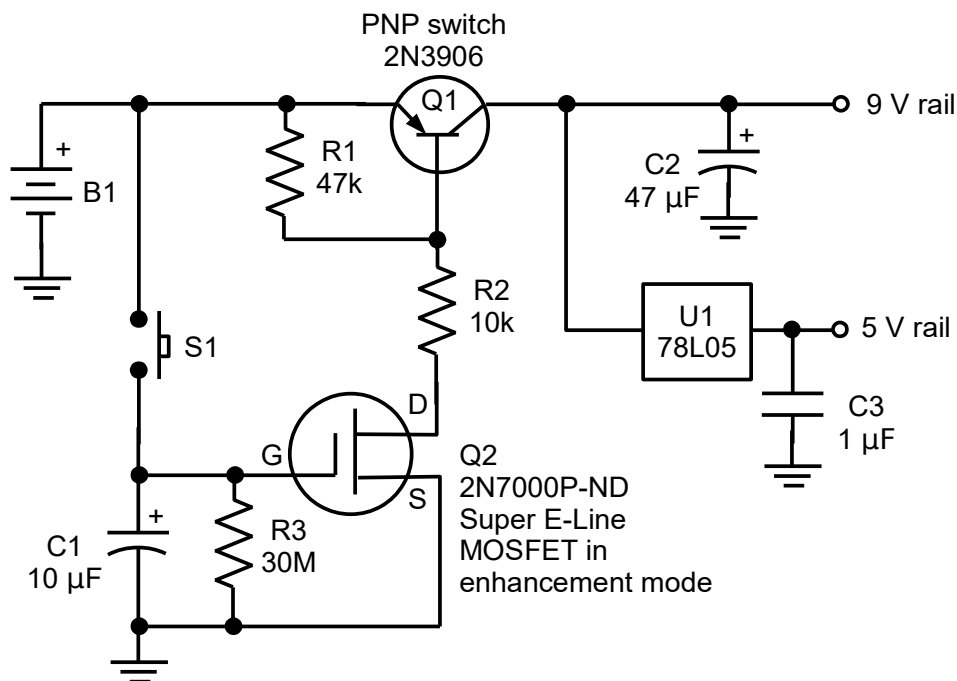 PNP switch
2N3906
Q1
9 V rail
+
B1
R1
47k
+
C2
47 µF
R2
10k
U1
78L05
5 V rail
S1
C3
1 µF
D
G
S
Q2
2N7000P-ND
Super E-Line
MOSFET in
enhancement mode
+
C1
10 µF
R3
30M